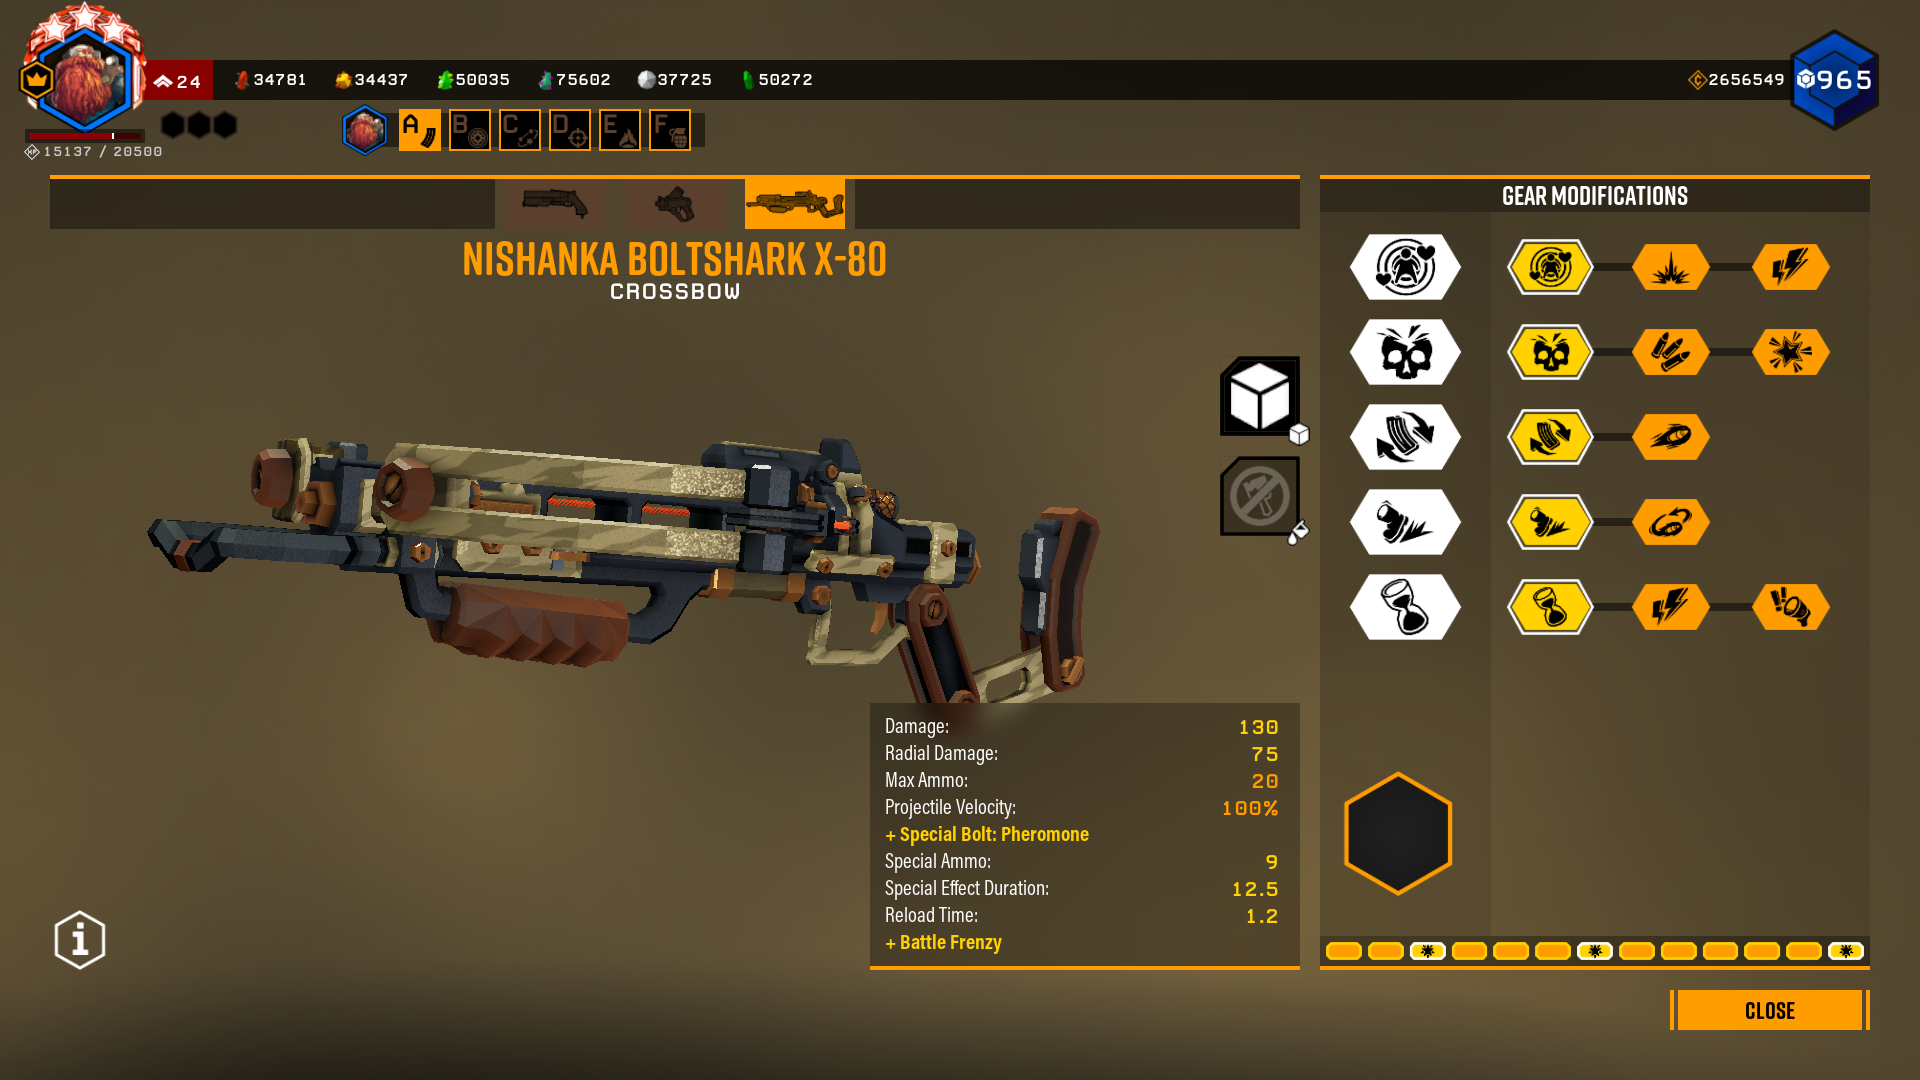 24
34781
34437
50035
75602
37725
50272
2656549
965
15137 / 20500
A
B
C
D
E
F
NISHANKA BOLTSHARK X-80
CROSSBOW
GEAR MODIFICATIONS
Damage: 130
Radial Damage: 75
Max Ammo: 20
Projectile Velocity: 100%
+ Special Bolt: Pheromone
Special Ammo: 9
Special Effect Duration: 12.5
Reload Time: 1.2
+ Battle Frenzy
CLOSE